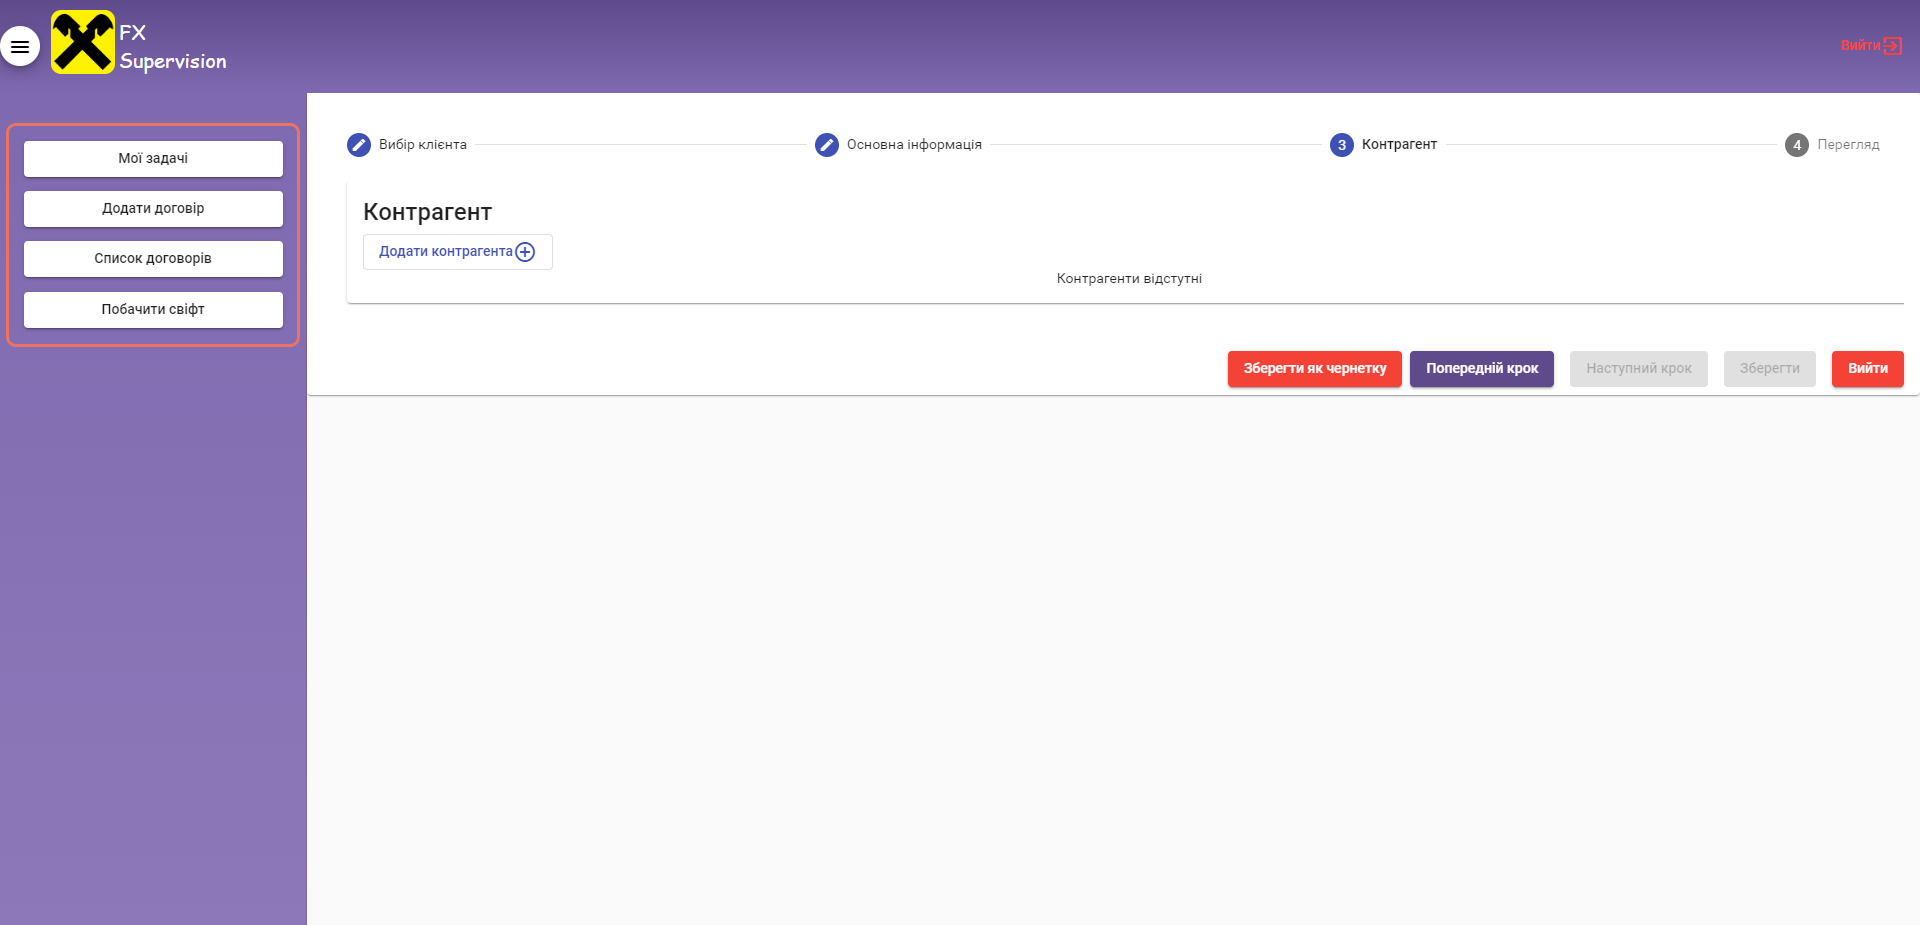 FX
Supervision
Вийти
Мої задачі
Додати договір
Список договорів
Побачити свіфт
Вибір клієнта
Основна інформація
3 Контрагент
4 Перегляд
Контрагент
Додати контрагента
Контрагенти відстутні
Зберегти як чернетку
Попередній крок
Наступний крок
Зберегти
Вийти